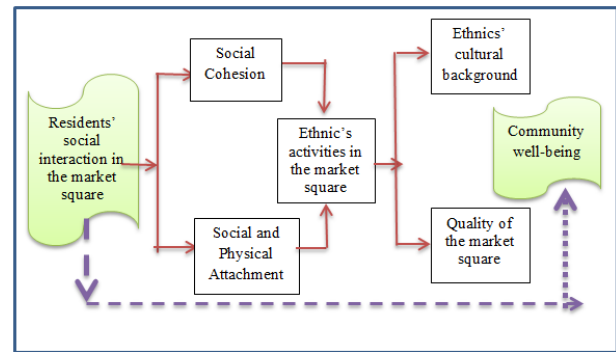 Residents'
social
interaction in
the market
square
Social
Cohesion
Social and
Physical
Attachment
Ethnic's
activities in
the market
square
Ethnics'
cultural
background
Quality of
the market
square
Community
well-being